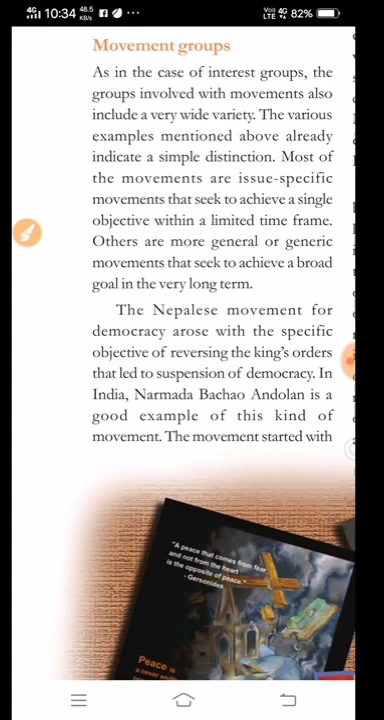 4G 10:34 48.5 KB/s
VoI) LTE 4G 82%
Movement groups
As in the case of interest groups, the
groups involved with movements also
include a very wide variety. The various
examples mentioned above already
indicate a simple distinction. Most of
the movements are issue-specific
movements that seek to achieve a single
objective within a limited time frame.
Others are more general or generic
movements that seek to achieve a broad
goal in the very long term.
The Nepalese movement for
democracy arose with the specific
objective of reversing the king's orders
that led to suspension of democracy. In
India, Narmada Bachao Andolan is a
good example of this kind of
movement. The movement started with
"A peace that comes from fear
and not from the heart
is the opposite of peace."
- Gersonides
Peace is
a never